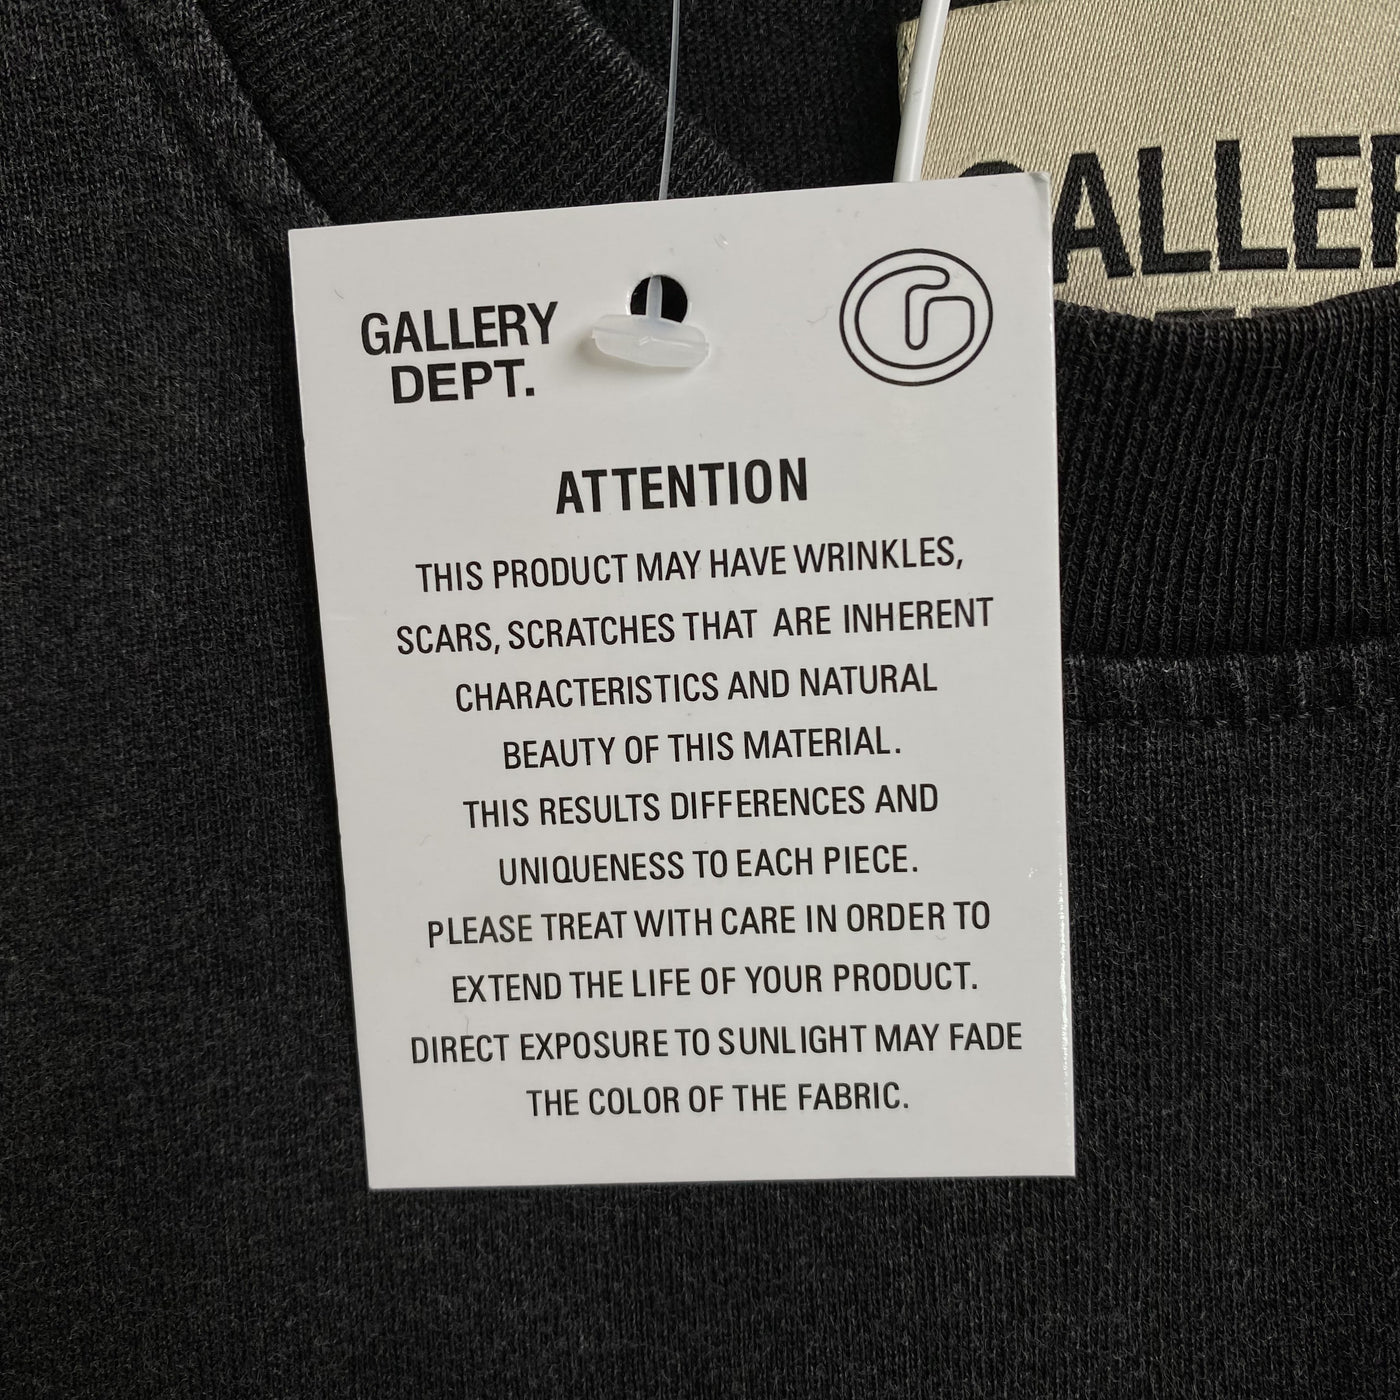 GALLERY
DEPT.
ATTENTION
THIS PRODUCT MAY HAVE WRINKLES,
SCARS, SCRATCHES THAT ARE INHERENT
CHARACTERISTICS AND NATURAL
BEAUTY OF THIS MATERIAL.
THIS RESULTS DIFFERENCES AND
UNIQUENESS TO EACH PIECE.
PLEASE TREAT WITH CARE IN ORDER TO
EXTEND THE LIFE OF YOUR PRODUCT.
DIRECT EXPOSURE TO SUNLIGHT MAY FADE
THE COLOR OF THE FABRIC.